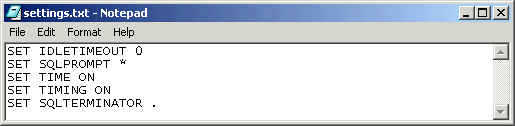 settings.txt - Notepad
File Edit Format Help
SET IDLETIMEOUT 0
SET SQLPROMPT *
SET TIME ON
SET TIMING ON
SET SQLTERMINATOR .